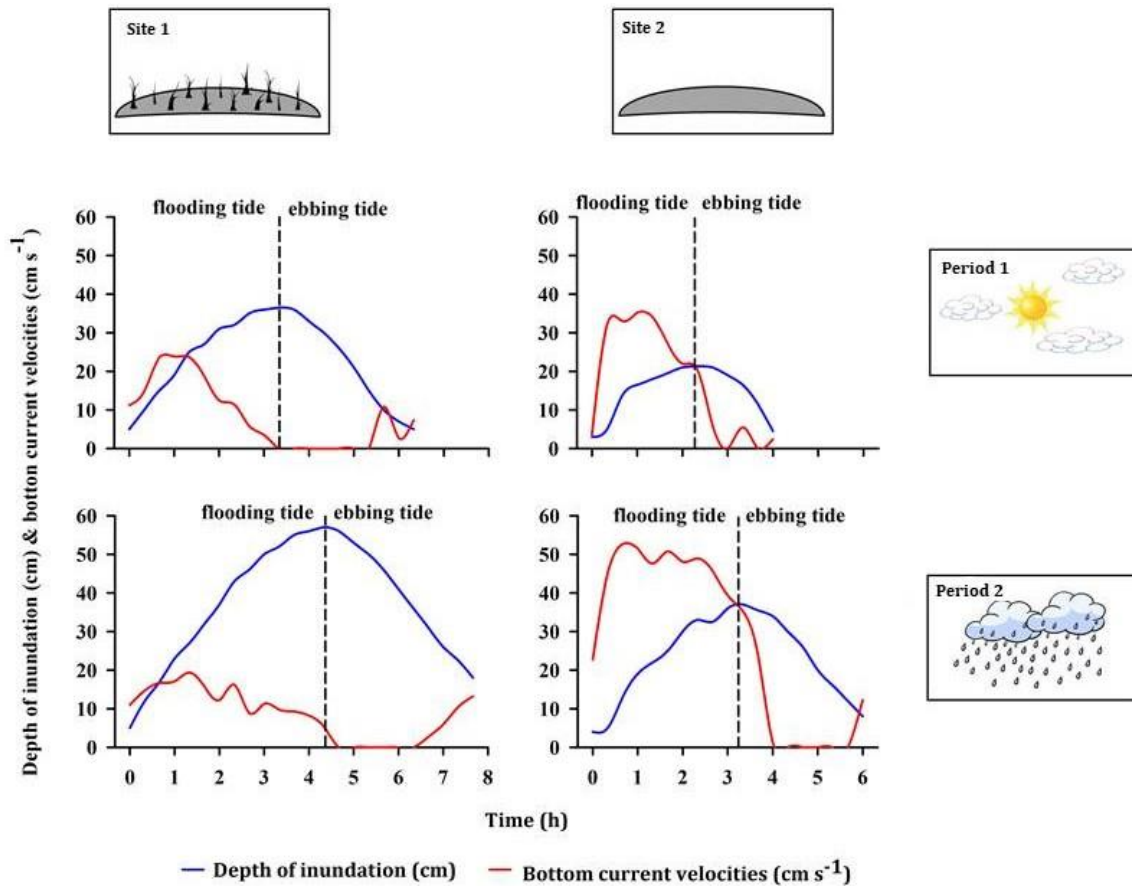 Site 1
Site 2
Depth of inundation (cm) & botton current velocities (cm s⁻¹)
flooding tide ebbing tide
60
50
40
30
20
10
0
flooding tide ebbing tide
60
50
40
30
20
10
0
Period 1
flooding tide ebbing tide
60
50
40
30
20
10
0
0 1 2 3 4 5 6 7 8
flooding tide ebbing tide
60
50
40
30
20
10
0
0 1 2 3 4 5 6
Period 2
Time (h)
Depth of inundation (cm) Bottom current velocities (cm s⁻¹)